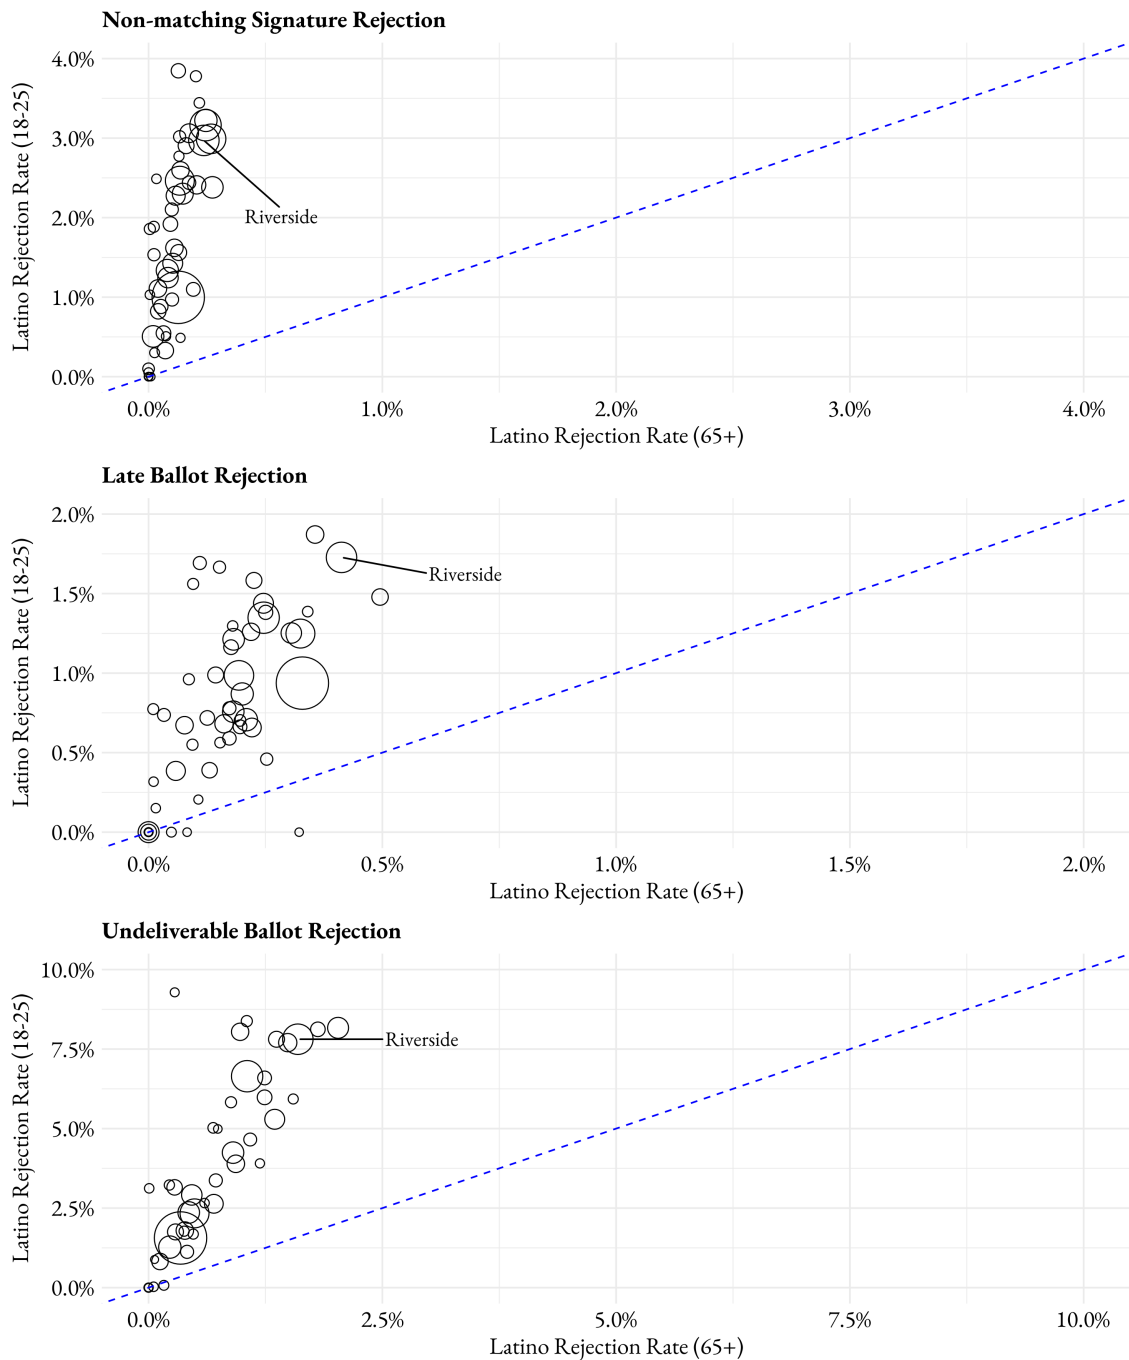 Non-matching Signature Rejection
Latino Rejection Rate (18-25)
4.0%
3.0%
2.0%
1.0%
0.0%
Riverside
0.0% 1.0% 2.0% 3.0% 4.0%
Latino Rejection Rate (65+)
Late Ballot Rejection
Latino Rejection Rate (18-25)
2.0%
1.5%
1.0%
0.5%
0.0%
Riverside
0.0% 0.5% 1.0% 1.5% 2.0%
Latino Rejection Rate (65+)
Undeliverable Ballot Rejection
Latino Rejection Rate (18-25)
10.0%
7.5%
5.0%
2.5%
0.0%
Riverside
0.0% 2.5% 5.0% 7.5% 10.0%
Latino Rejection Rate (65+)